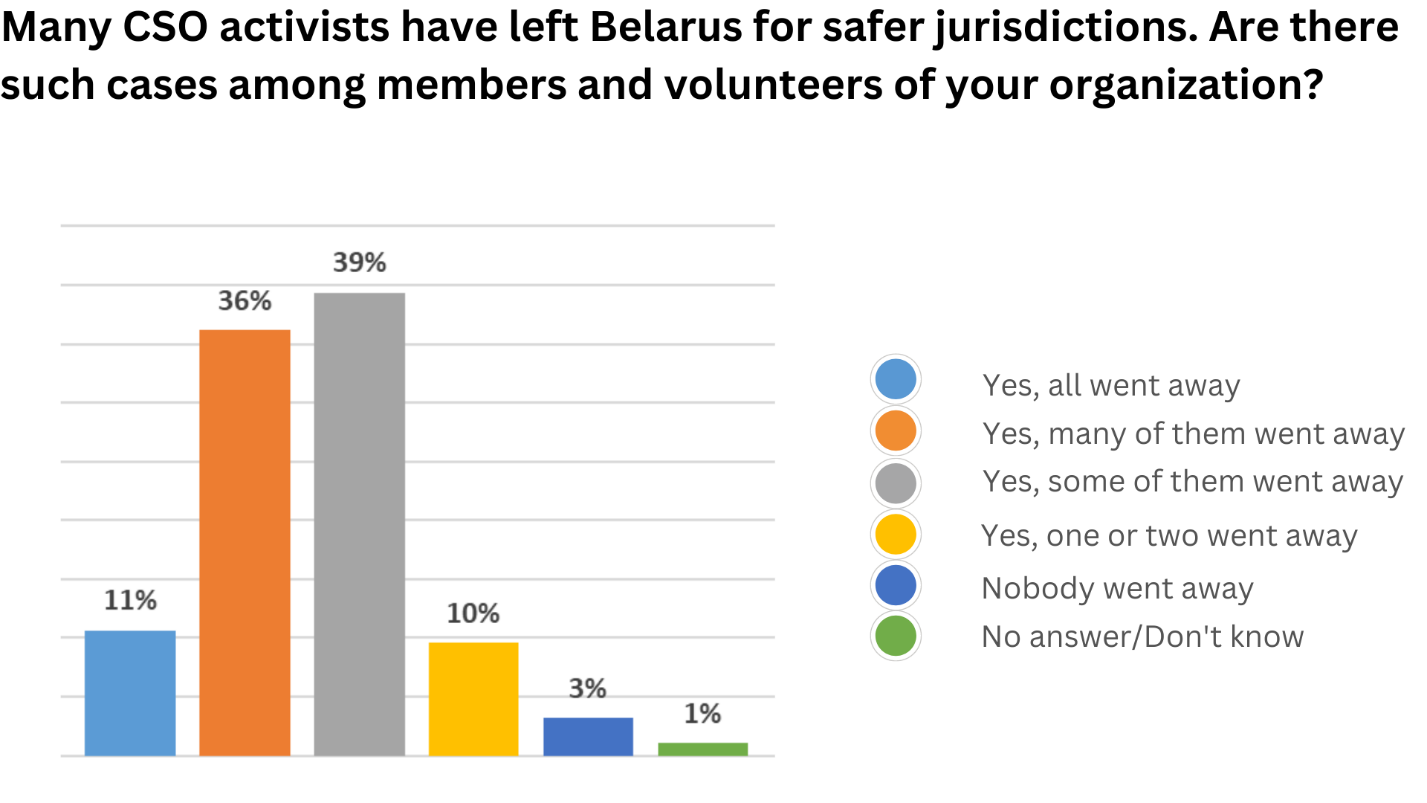 Many CSO activists have left Belarus for safer jurisdictions. Are there
such cases among members and volunteers of your organization?
39%
36%
11%
10%
3%
1%
Yes, all went away
Yes, many of them went away
Yes, some of them went away
Yes, one or two went away
Nobody went away
No answer/Don't know